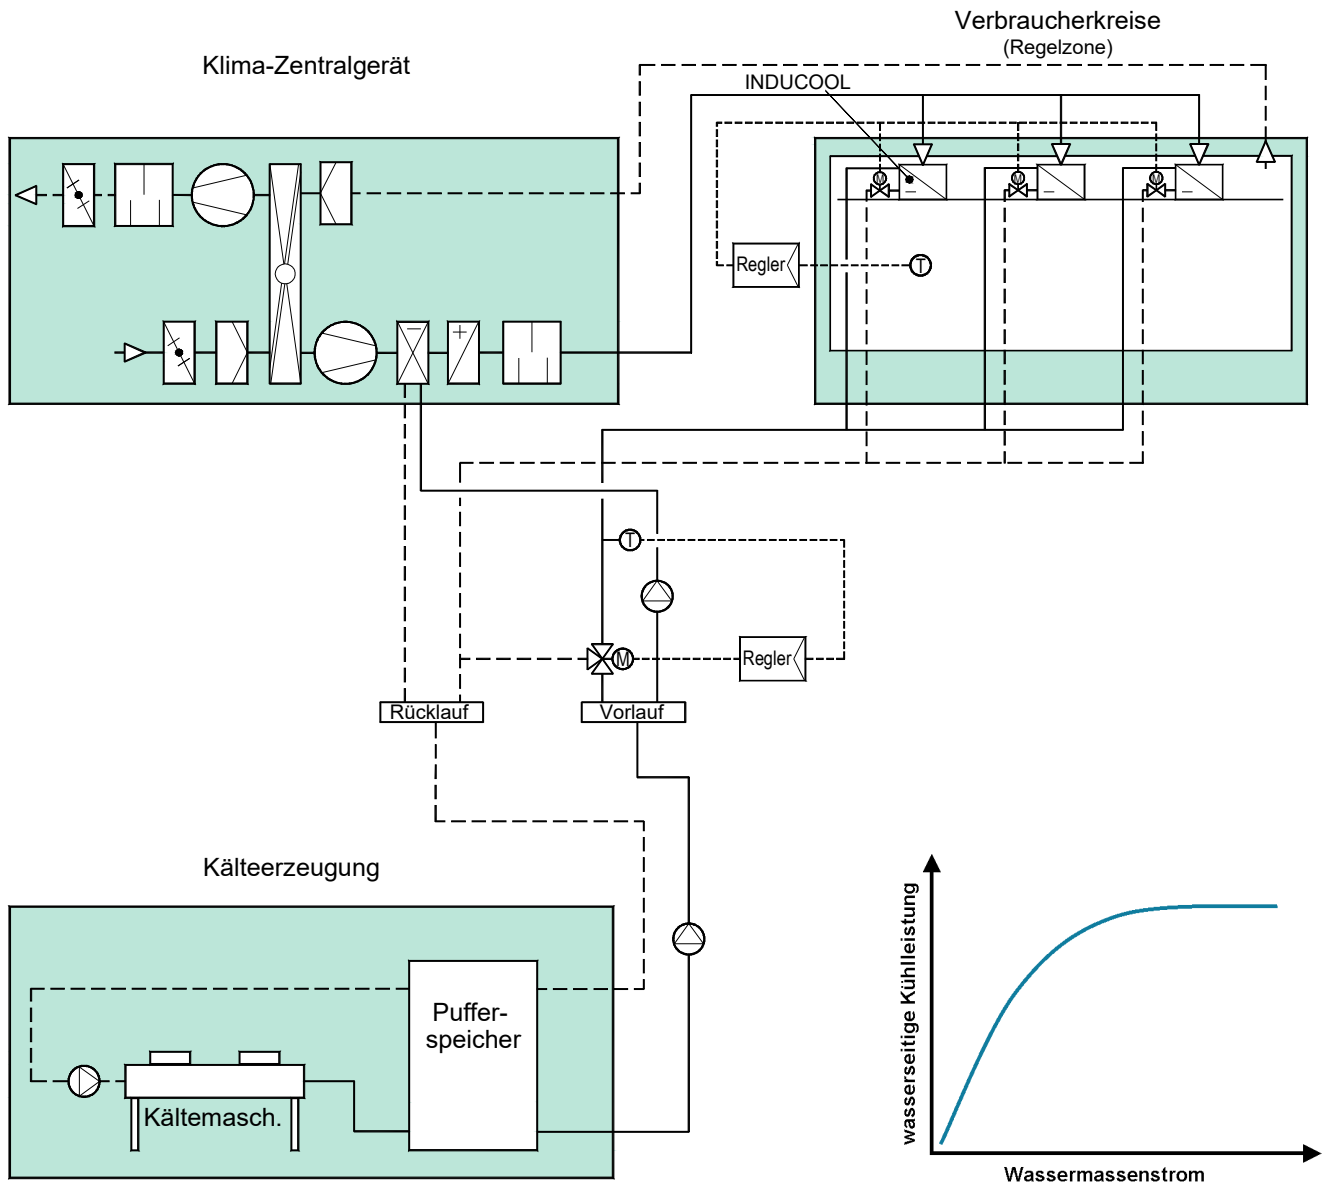 Verbraucherkreise
(Regelzone)
Klima-Zentralgerät
INDUCOOL
M
M
M
Regler
T
T
M
Regler
Rücklauf
Vorlauf
Kälteerzeugung
Puffer-
speicher
Kältemasch.
wasserseitige Kühlleistung
Wassermassenstrom